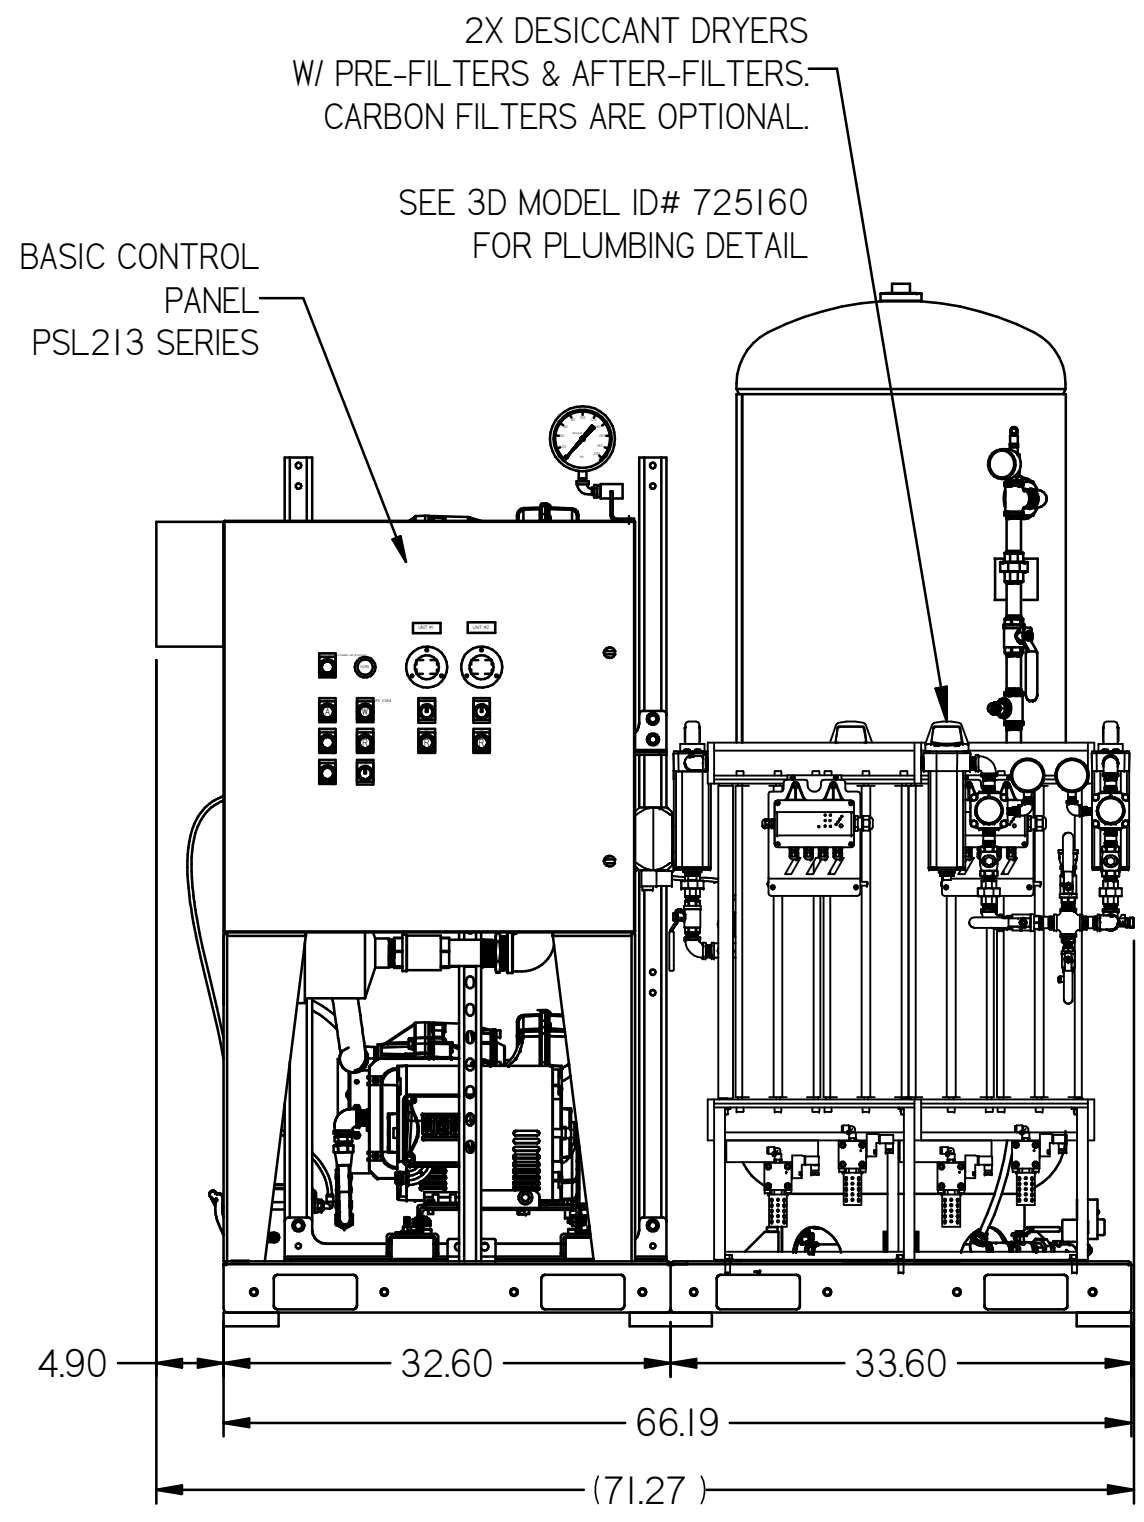 2X DESICCANT DRYERS
W/ PRE-FILTERS & AFTER-FILTERS.
CARBON FILTERS ARE OPTIONAL.
SEE 3D MODEL ID# 725160
FOR PLUMBING DETAIL
BASIC CONTROL
PANEL
PSL213 SERIES
UNIT #1
UNIT #2
4.90
32.60
33.60
66.19
(71.27 )